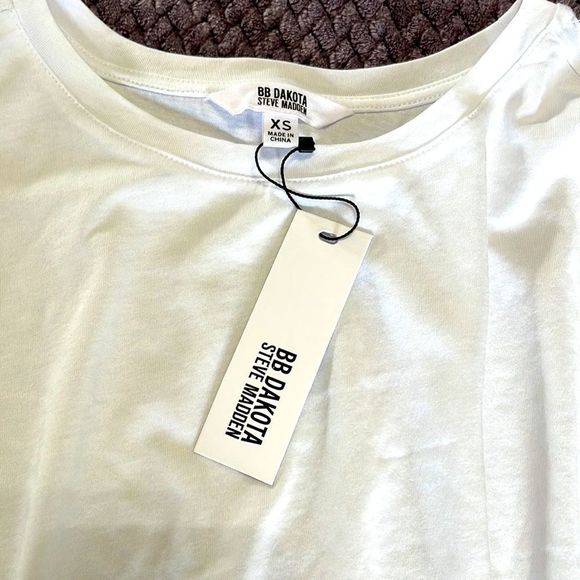 BB DAKOTA
STEVE MADDEN
XS
MADE IN
CHINA
BB DAKOTA
STEVE MADDEN